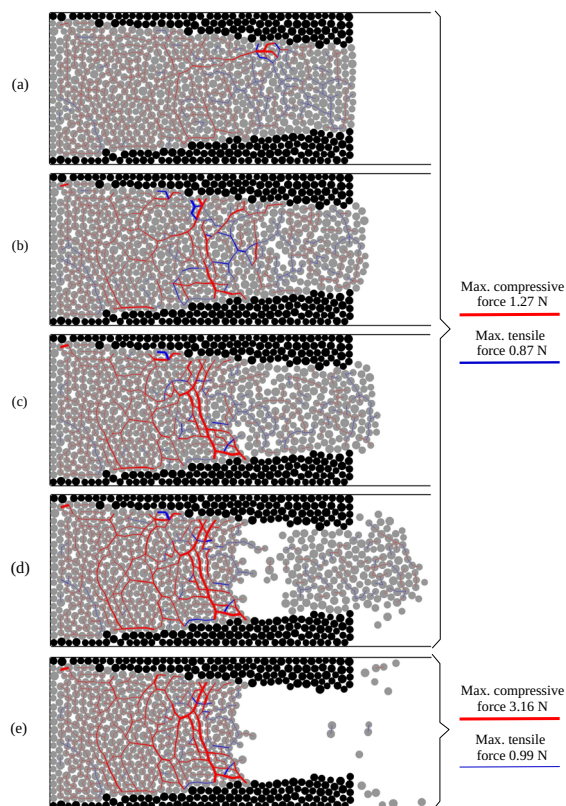 (a)
(b)
(c)
(d)
(e)
Max. compressive
force 1.27 N
Max. tensile
force 0.87 N
Max. compressive
force 3.16 N
Max. tensile
force 0.99 N